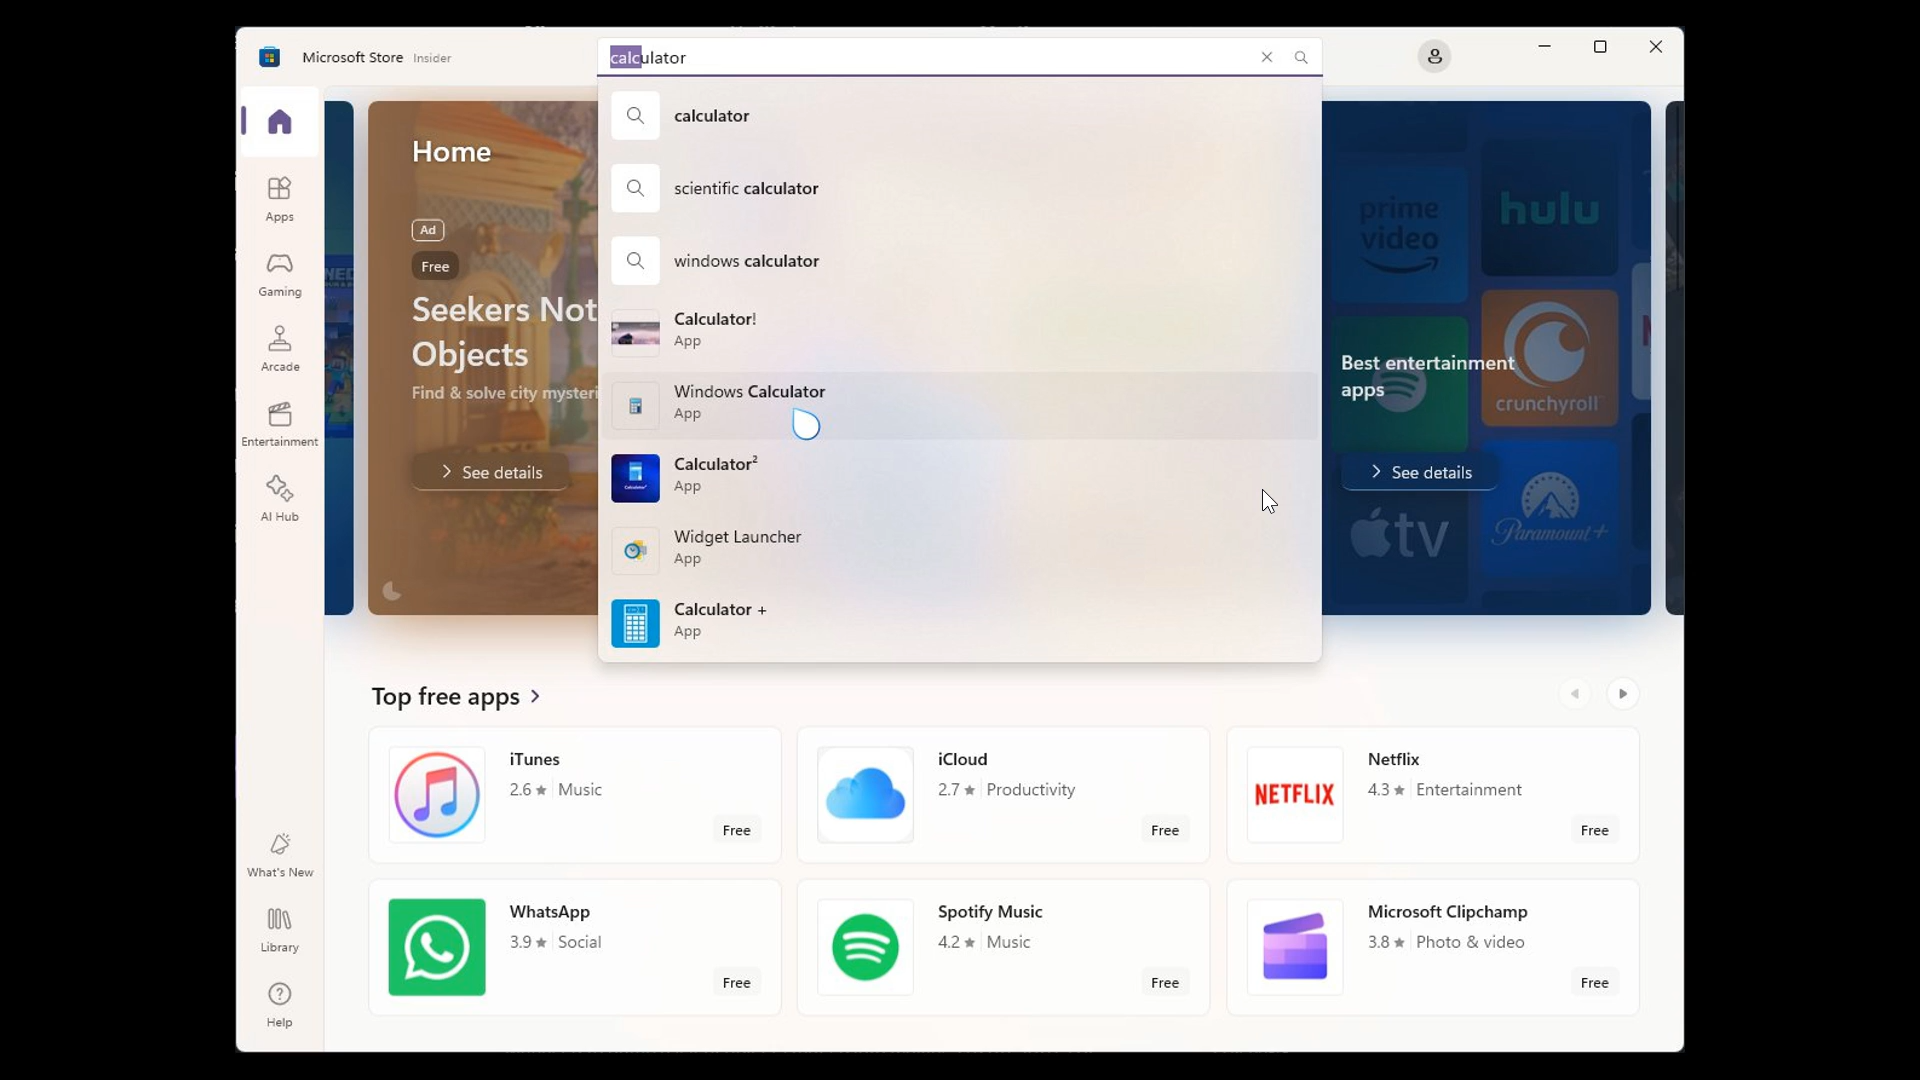 Microsoft Store Insider
calculator
Home
Apps
Gaming
Arcade
Entertainment
AI Hub
What's New
Library
Help
calculator
scientific calculator
windows calculator
Calculator!
App
Windows Calculator
App
Calculator²
App
Widget Launcher
App
Calculator +
App
Ad
Free
Seekers Not
Objects
Find & solve city mysteri
See details
prime
video
hulu
Best entertainment
apps
crunchyroll
See details
tv
Paramount+
Top free apps
iTunes
2.6 ★ Music
Free
iCloud
2.7 ★ Productivity
Free
NETFLIX
Netflix
4.3 ★ Entertainment
Free
WhatsApp
3.9 ★ Social
Free
Spotify Music
4.2 ★ Music
Free
Microsoft Clipchamp
3.8 ★ Photo & video
Free